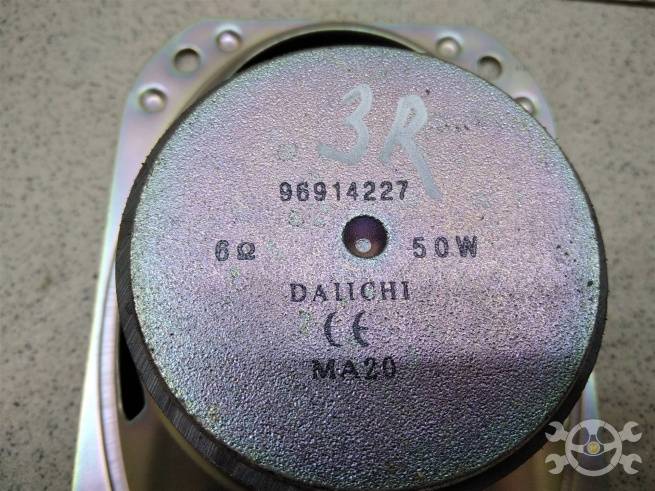 3R
96914227
6Ω 50W
DAIICHI
CE
MA20